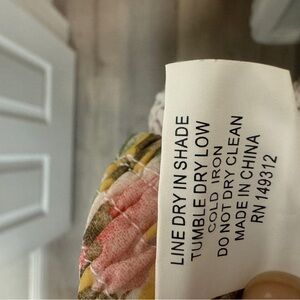 LINE DRY IN SHADE
TUMBLE DRY LOW
COLD IRON
DO NOT DRY CLEAN
MADE IN CHINA
RN 149312